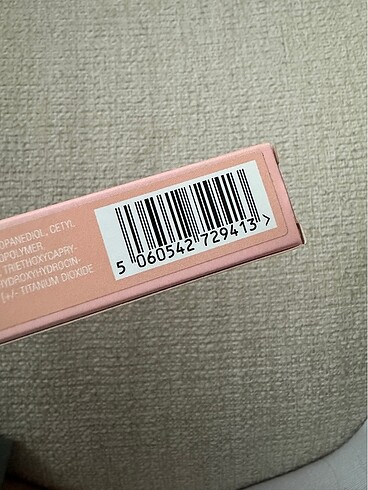 OPANEDIOL, CETYL
OPOLYMER,
TRIETHOXYCAPRY-
HYDROXYHYDROCIN-
[+/- TITANIUM DIOXIDE
5 060542 729413 >